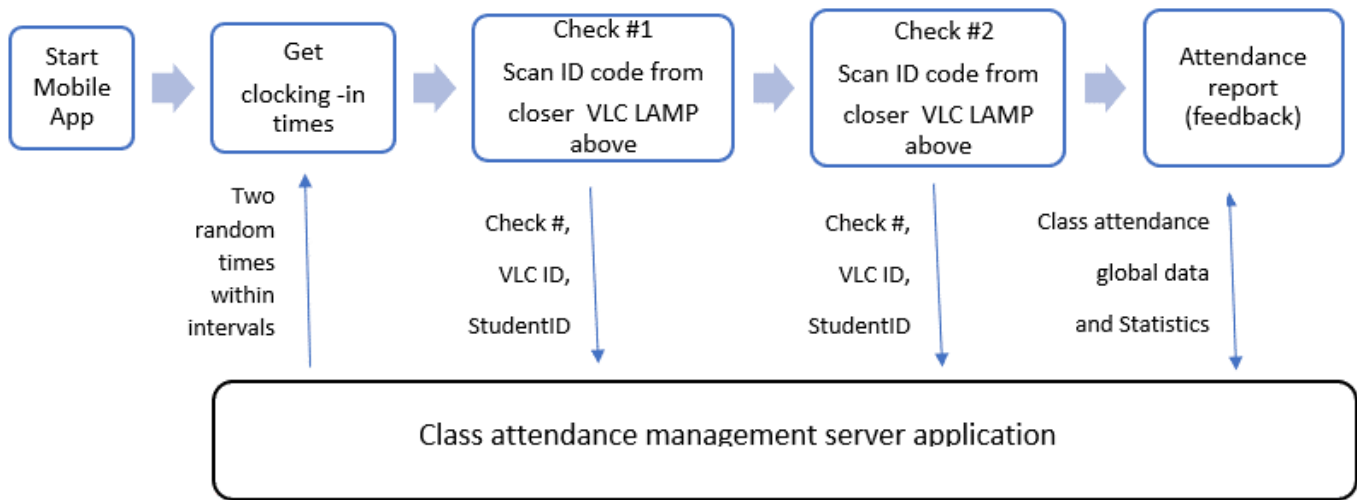 Start
Mobile
App
Get
clocking -in
times
Check #1
Scan ID code from
closer VLC LAMP
above
Check #2
Scan ID code from
closer VLC LAMP
above
Attendance
report
(feedback)
Two
random
times
within
intervals
Check #,
VLC ID,
StudentID
Check #,
VLC ID,
StudentID
Class attendance
global data
and Statistics
Class attendance management server application